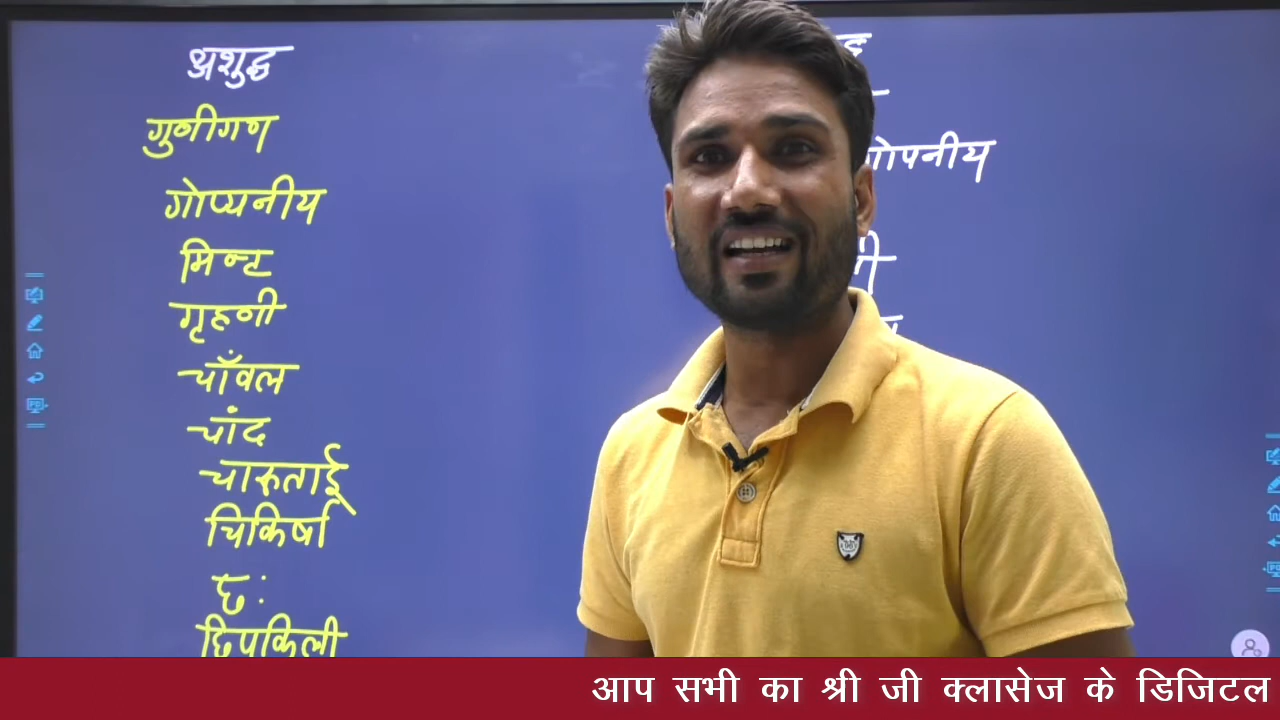 अशुद्ध
गुणीगण
गोप्यनीय
गोपनीय
मिन्ट
गृहणी
चाँवल
चांद
चारुताई
चिकिर्षा
छः
छिपकिली
आप सभी का श्री जी क्लासेज के डिजिटल